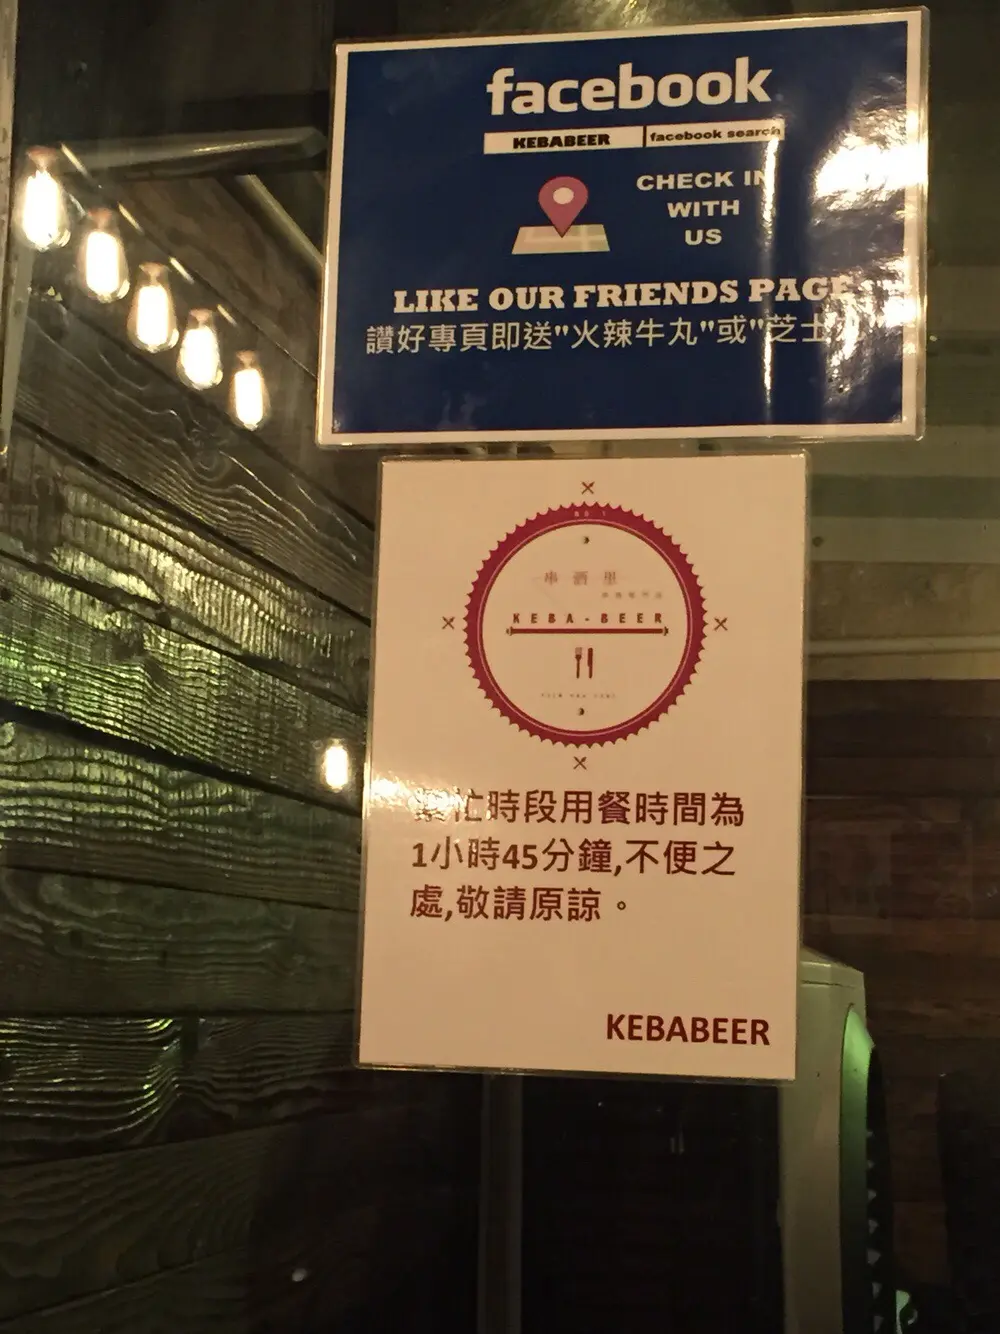 facebook
KEBABEER facebook search
CHECK IN
WITH
US
LIKE OUR FRIENDS PAGE
讚好專頁即送"火辣牛丸"或"芝士
串酒里
KEBA-BEER
繁忙時段用餐時間為
1小時45分鐘,不便之
處,敬請原諒。
KEBABEER